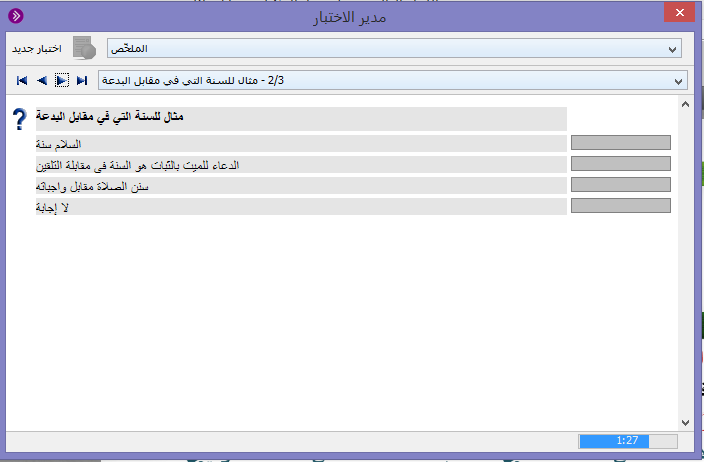 مدير الاختبار
اختبار جديد
الملخّص
2/3 - مثال للسنة التي في مقابل البدعة
مثال للسنة التي في مقابل البدعة
السلام سنة
الدعاء للميت بالثبات هو السنة في مقابلة التلقين
سنن الصلاة مقابل واجباته
لا إجابة
1:27